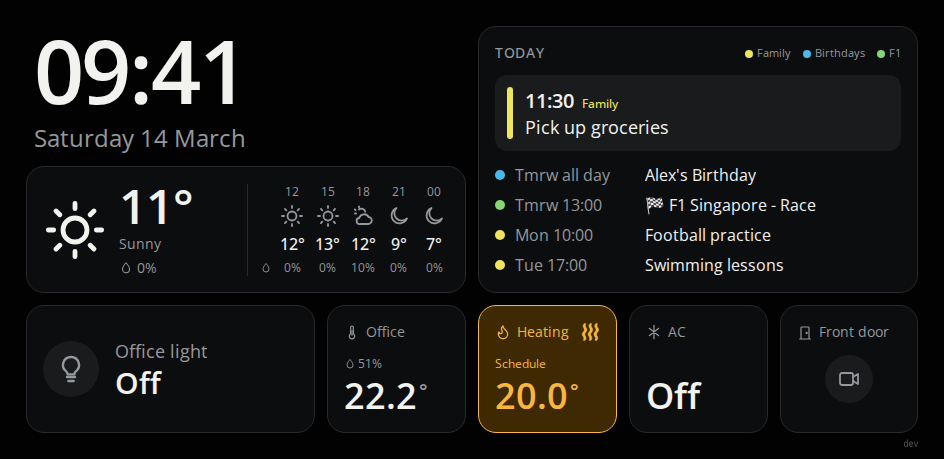 09:41
Saturday 14 March
11°
Sunny
0%
12 15 18 21 00
12° 13° 12° 9° 7°
0% 0% 10% 0% 0%
TODAY Family Birthdays F1
11:30 Family
Pick up groceries
Tmrw all day Alex's Birthday
Tmrw 13:00 🏁 F1 Singapore - Race
Mon 10:00 Football practice
Tue 17:00 Swimming lessons
Office light
Off
Office
51%
22.2°
Heating
Schedule
20.0°
AC
Off
Front door
dev